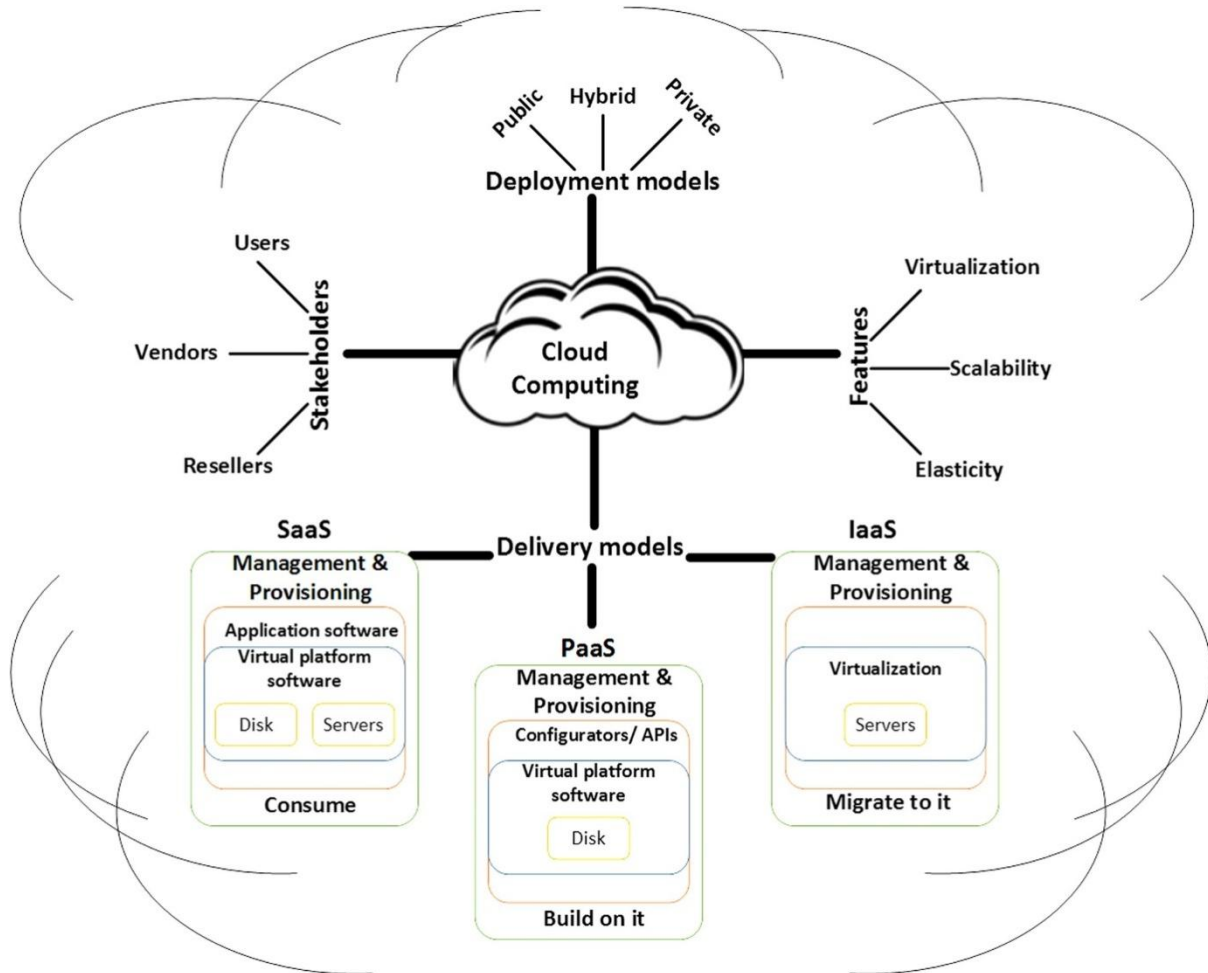 Public
Hybrid
Private
Deployment models
Users
Vendors
Resellers
Stakeholders
Cloud
Computing
Features
Virtualization
Scalability
Elasticity
Delivery models
SaaS
Management &
Provisioning
Application software
Virtual platform
software
Disk
Servers
Consume
PaaS
Management &
Provisioning
Configurators/ APIs
Virtual platform
software
Disk
Build on it
IaaS
Management &
Provisioning
Virtualization
Servers
Migrate to it